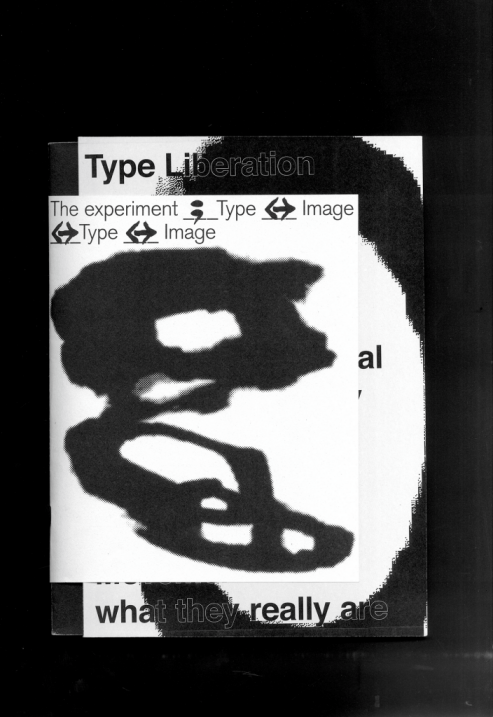 Type Liberation
The experiment ; Type <-> Image
<-> Type <-> Image
al
what they really are